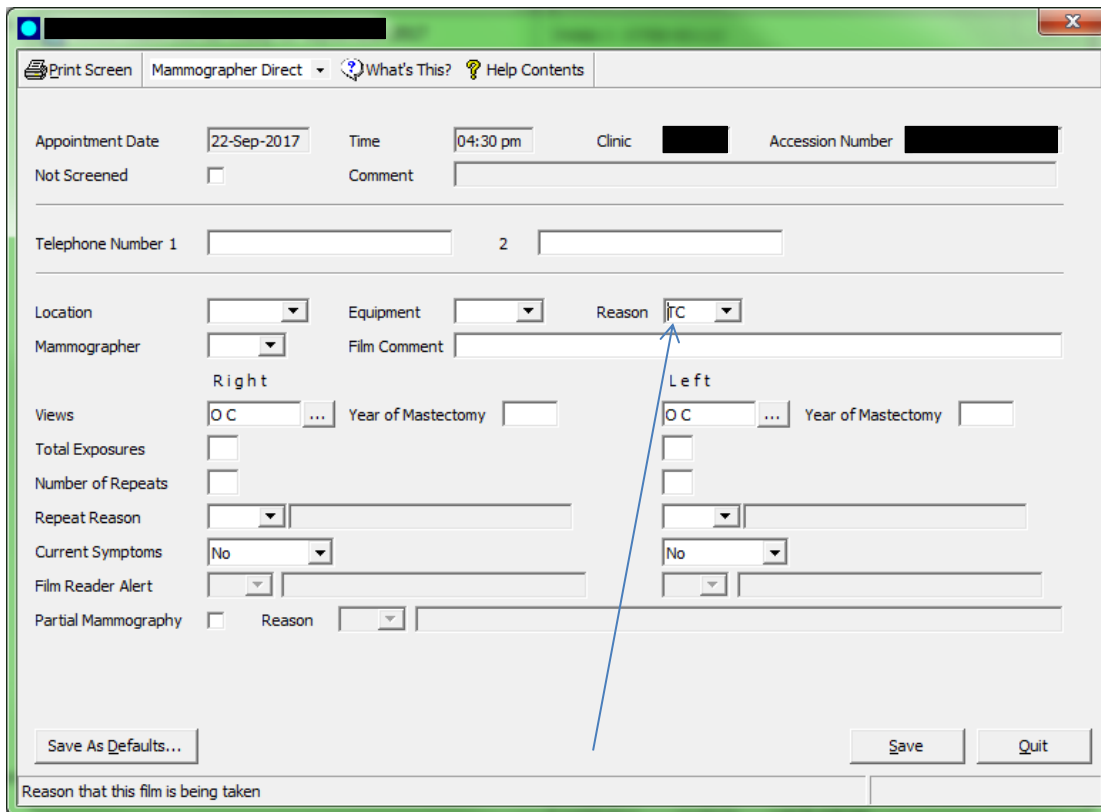 Print Screen Mammographer Direct What's This? Help Contents
Appointment Date 22-Sep-2017 Time 04:30 pm Clinic Accession Number
Not Screened Comment
Telephone Number 1 2
Location Equipment Reason TC
Mammographer Film Comment
Right Left
Views O C ... Year of Mastectomy O C ... Year of Mastectomy
Total Exposures
Number of Repeats
Repeat Reason
Current Symptoms No No
Film Reader Alert
Partial Mammography Reason
Save As Defaults... Save Quit
Reason that this film is being taken